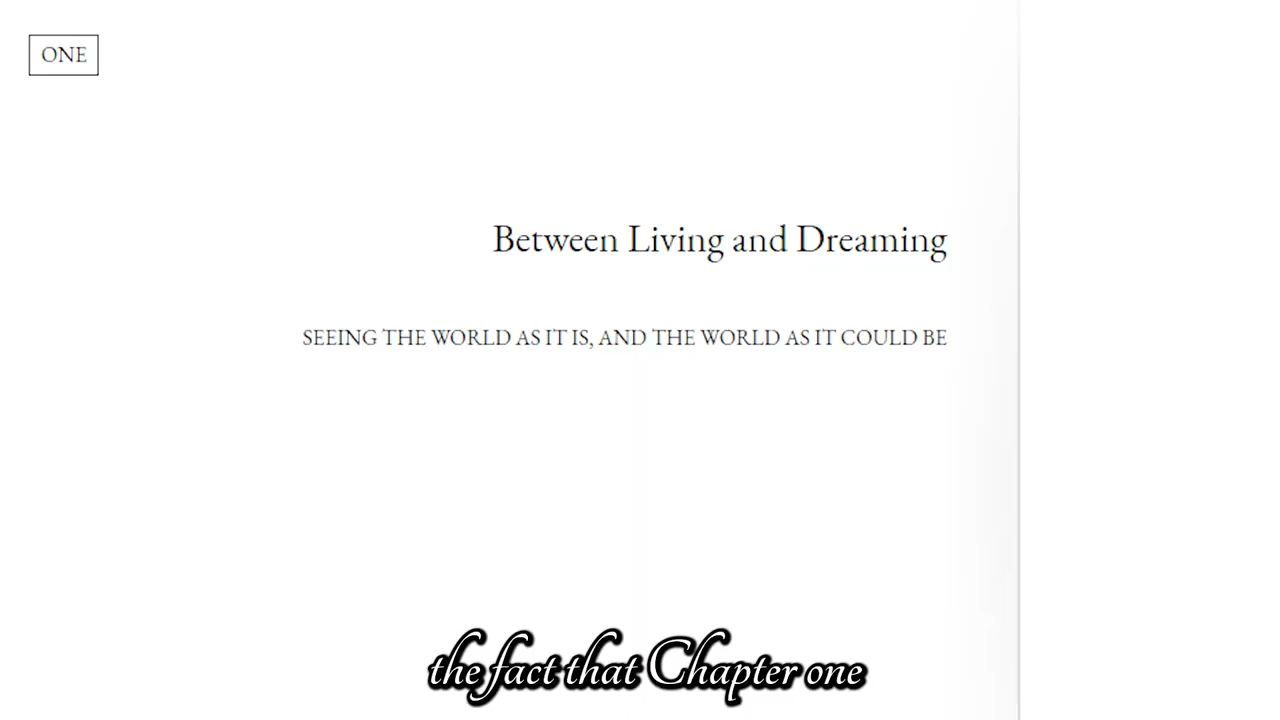 ONE
Between Living and Dreaming
SEEING THE WORLD AS IT IS, AND THE WORLD AS IT COULD BE
the fact that Chapter one